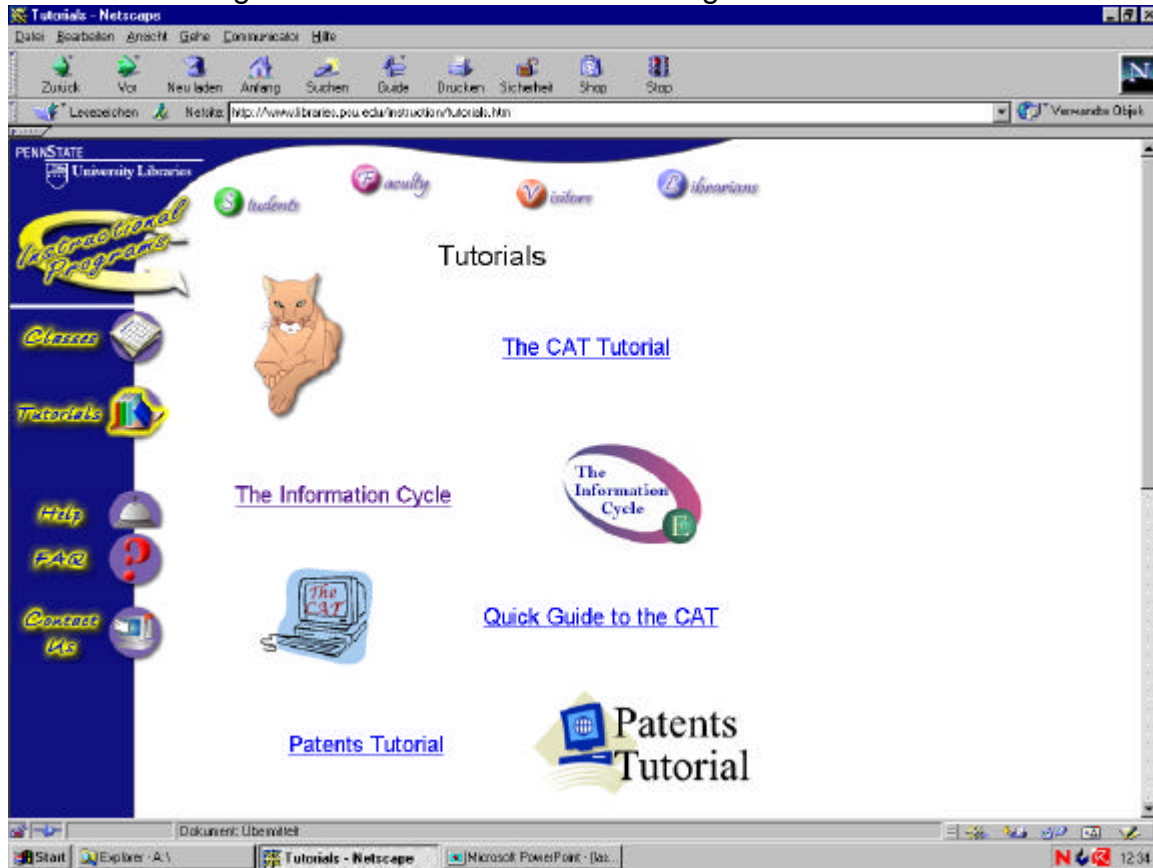 Tutorials - Netscape
Datei Bearbeiten Ansicht Gehe Communicator Hilfe
Zurück Vor Neu laden Anfang Suchen Guide Drucken Sicherheit Shop Stop
Lesezeichen Netsite: http://www.libraries.psu.edu/instruction/tutorials.htm Verwandte Objek
PENNSTATE
University Libraries
Students Faculty Visitors Librarians
Instructional
Programs
Tutorials
Classes
The CAT Tutorial
Tutorials
The Information Cycle
The
Information
Cycle
E
Help
FAQ
The
CAT
Quick Guide to the CAT
Contact
Us
Patents Tutorial
Patents
Tutorial
Dokument: Übermittelt
Start Explorer - A:\ Tutorials - Netscape Microsoft PowerPoint - [las... 12:34